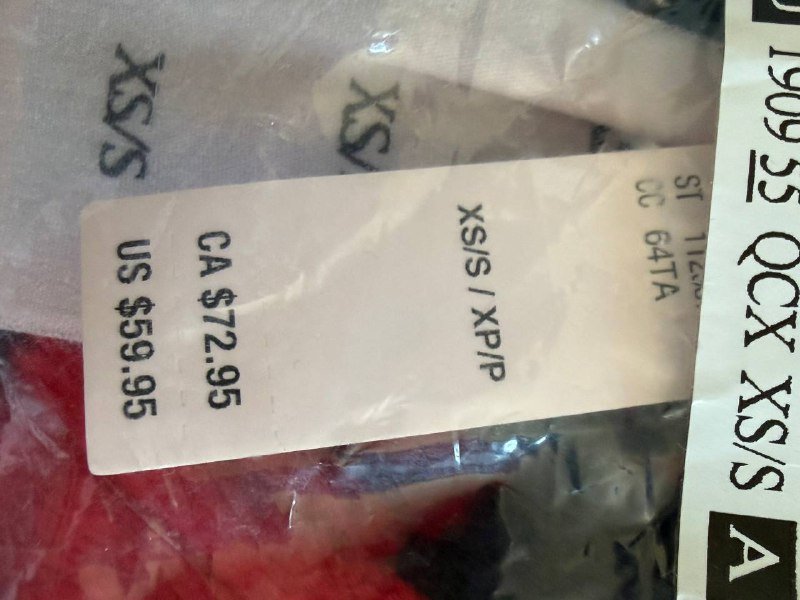 1909 55 QCX XS/S A
ST
CC 64TA
XS/S / XP/P
CA $72.95
US $59.95
XS/
XS/S